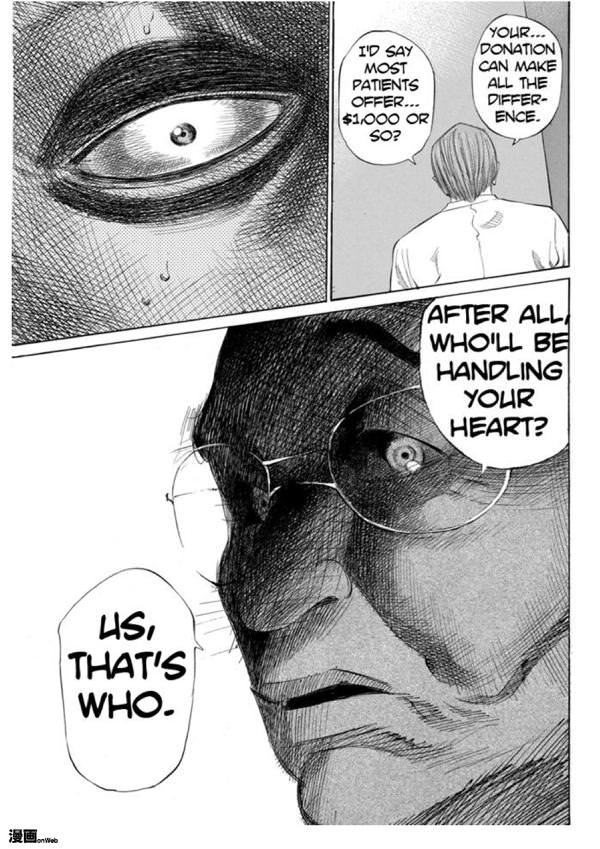 YOUR...
DONATION
CAN MAKE
ALL THE
DIFFER-
ENCE.
I'D SAY
MOST
PATIENTS
OFFER...
$1,000 OR
SO?
AFTER ALL,
WHO'LL BE
HANDLING
YOUR
HEART?
US,
THAT'S
WHO.
漫画onWeb